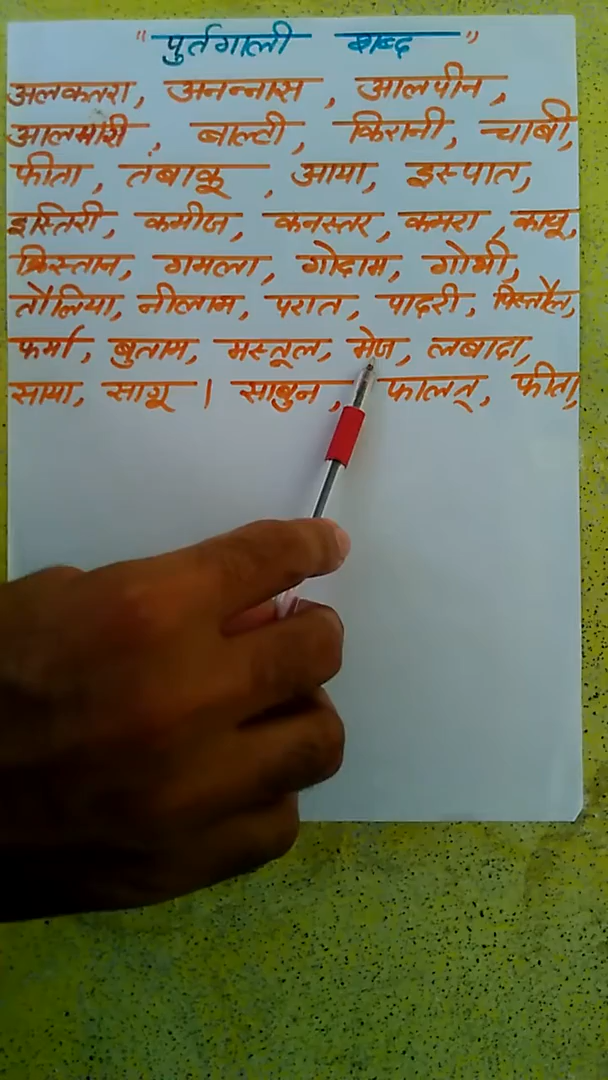 " पुर्तगाली शब्द "
अलकतरा, अनन्नास, आलपीन,
आलमारी, बाल्टी, किरानी, चाबी,
फीता, तंबाकू, आया, इस्पात,
इस्तिरी, कमीज, कनस्तर, कमरा, काजू,
क्रिस्तान, गमला, गोदाम, गोभी,
तौलिया, नीलाम, परात, पादरी, पिस्तौल,
फर्मा, बुताम, मस्तूल, मेज, लबादा,
साया, सागू । साबुन, फालतू, फीता,